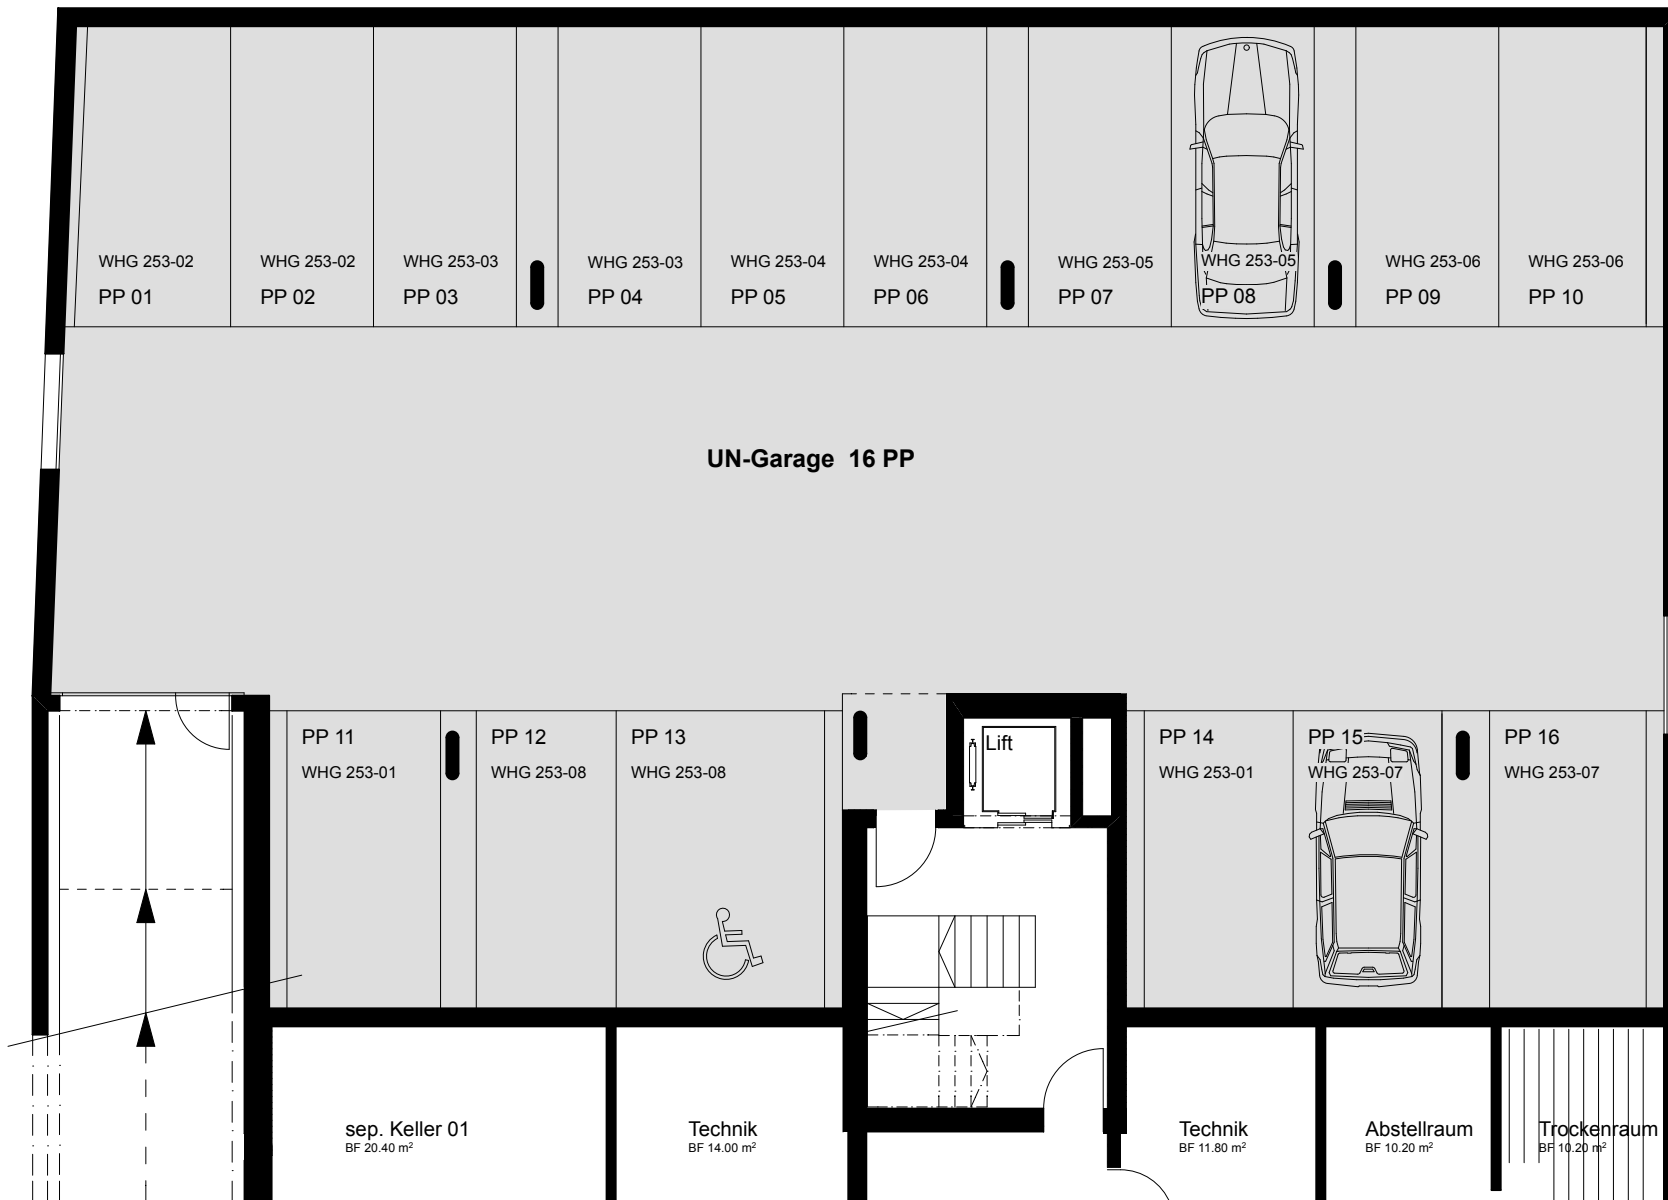 WHG 253-02
PP 01
WHG 253-02
PP 02
WHG 253-03
PP 03
WHG 253-03
PP 04
WHG 253-04
PP 05
WHG 253-04
PP 06
WHG 253-05
PP 07
WHG 253-05
PP 08
WHG 253-06
PP 09
WHG 253-06
PP 10
UN-Garage 16 PP
PP 11
WHG 253-01
PP 12
WHG 253-08
PP 13
WHG 253-08
Lift
PP 14
WHG 253-01
PP 15
WHG 253-07
PP 16
WHG 253-07
sep. Keller 01
BF 20.40 m²
Technik
BF 14.00 m²
Technik
BF 11.80 m²
Abstellraum
BF 10.20 m²
Trockenraum
BF 10.20 m²